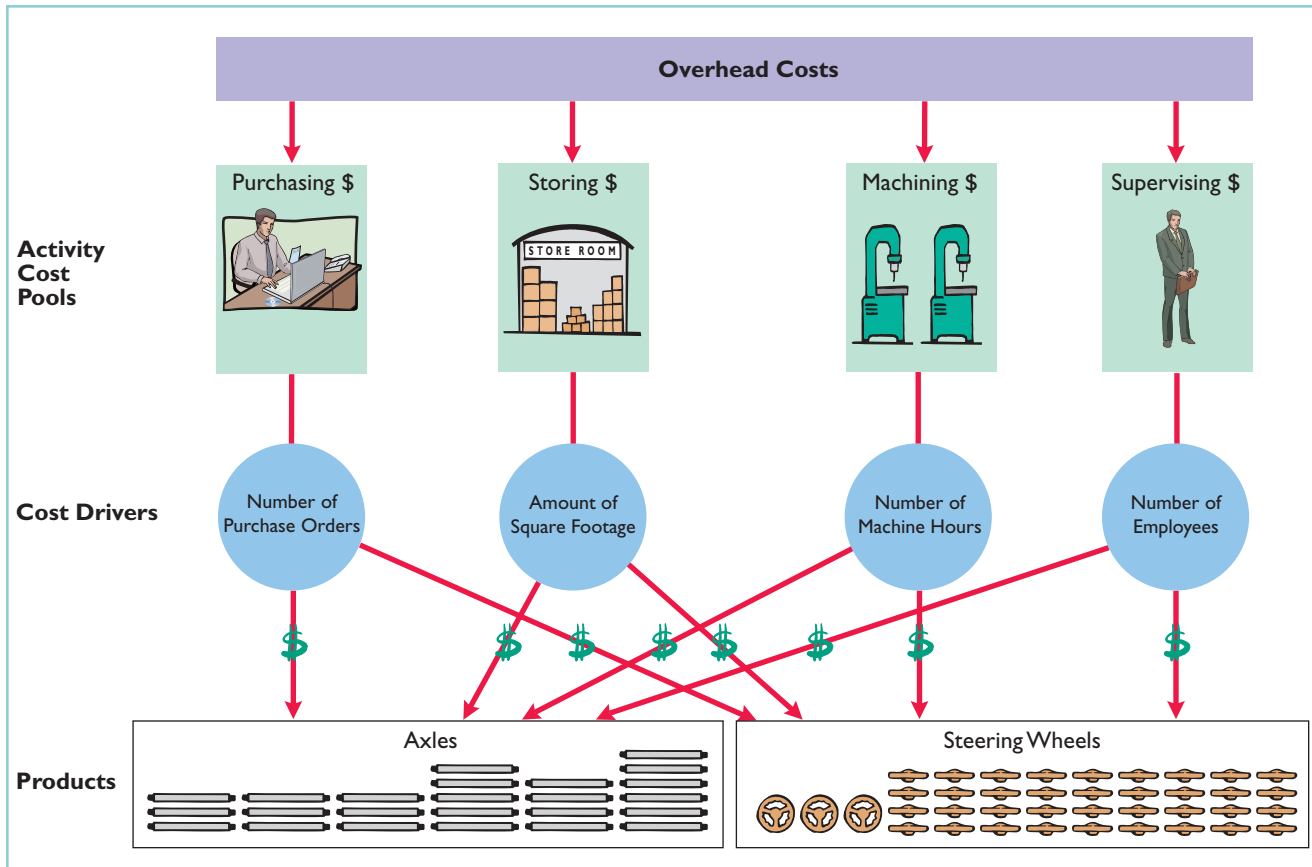 Overhead Costs
Purchasing $
Storing $
Machining $
Supervising $
STORE ROOM
Activity
Cost
Pools
Cost Drivers
Number of
Purchase Orders
Amount of
Square Footage
Number of
Machine Hours
Number of
Employees
$ $ $ $ $ $ $ $
Products
Axles
Steering Wheels